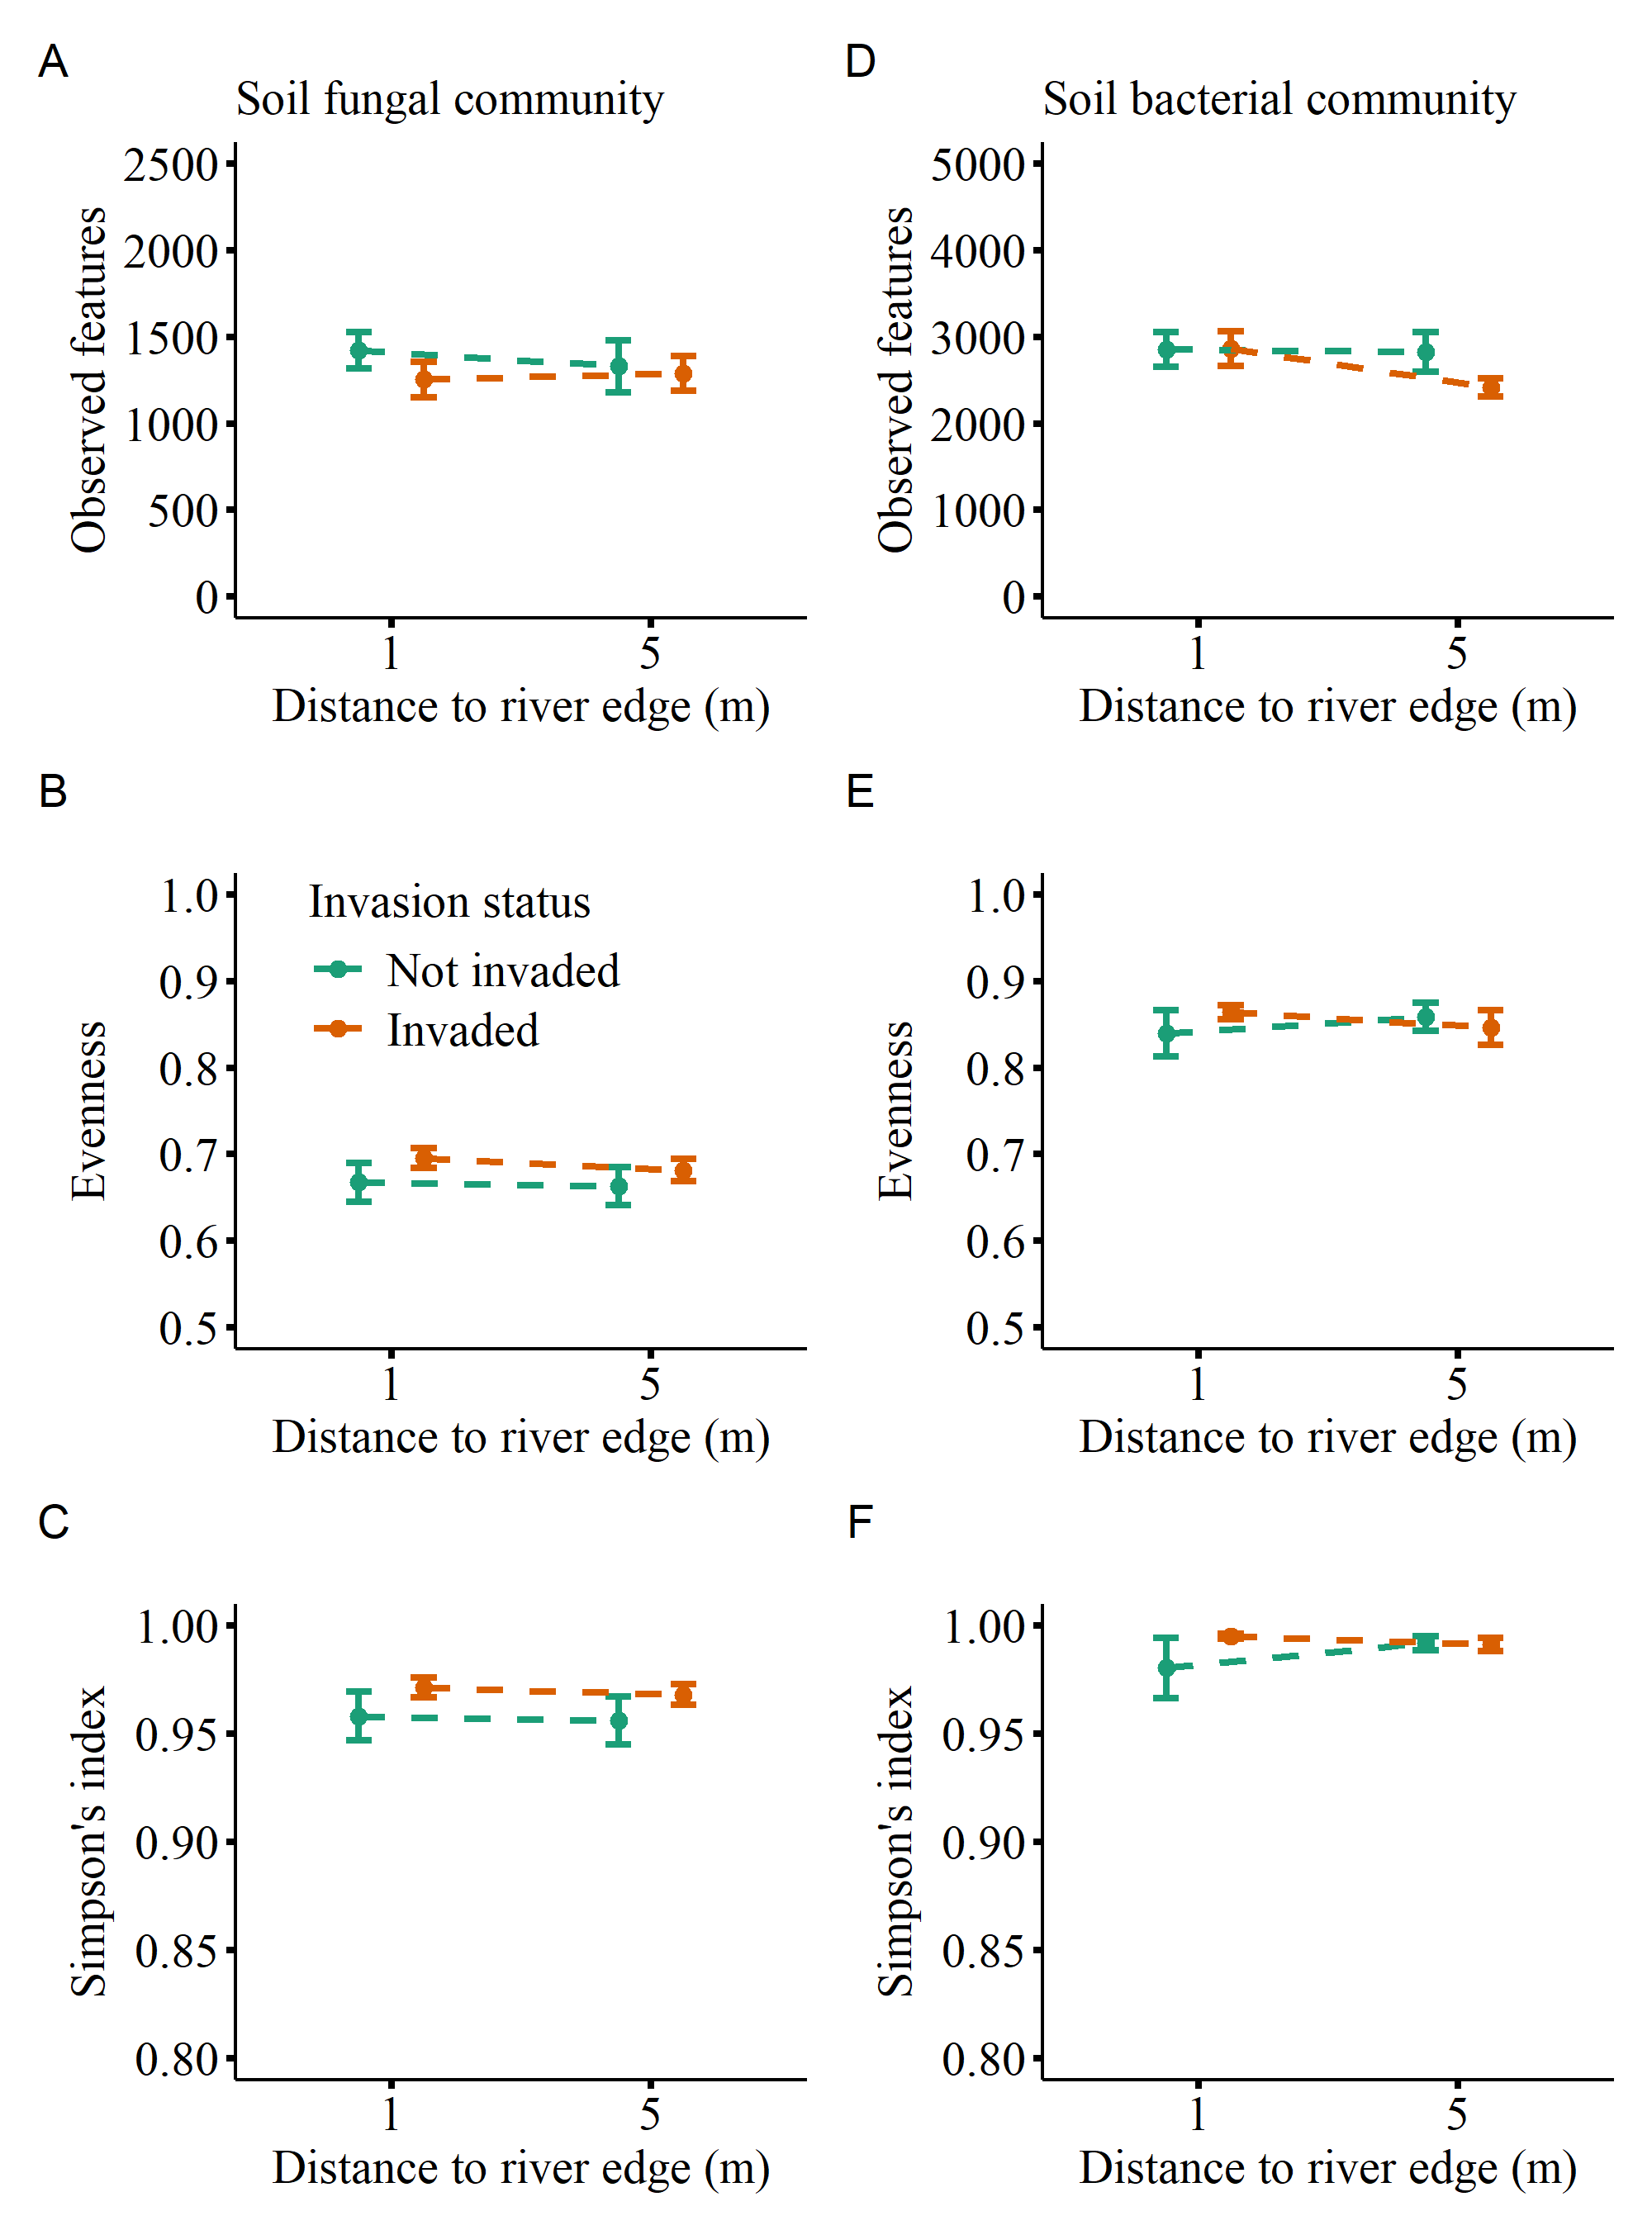 A
Soil fungal community
2500
2000
1500
1000
500
0
Observed features
1 5
Distance to river edge (m)
D
Soil bacterial community
5000
4000
3000
2000
1000
0
Observed features
1 5
Distance to river edge (m)
B
1.0
0.9
0.8
0.7
0.6
0.5
Evenness
Invasion status
Not invaded
Invaded
1 5
Distance to river edge (m)
E
1.0
0.9
0.8
0.7
0.6
0.5
Evenness
1 5
Distance to river edge (m)
C
1.00
0.95
0.90
0.85
0.80
Simpson's index
1 5
Distance to river edge (m)
F
1.00
0.95
0.90
0.85
0.80
Simpson's index
1 5
Distance to river edge (m)